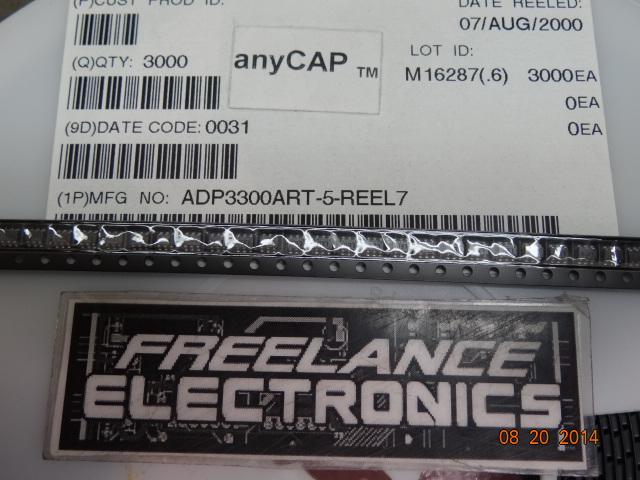 (P)CUST PROD ID:
DATE REELED:
07/AUG/2000
(Q)QTY: 3000
anyCAP TM
LOT ID:
M16287(.6) 3000EA
0EA
(9D)DATE CODE: 0031
0EA
(1P)MFG NO: ADP3300ART-5-REEL7
FREELANCE
ELECTRONICS
08 20 2014